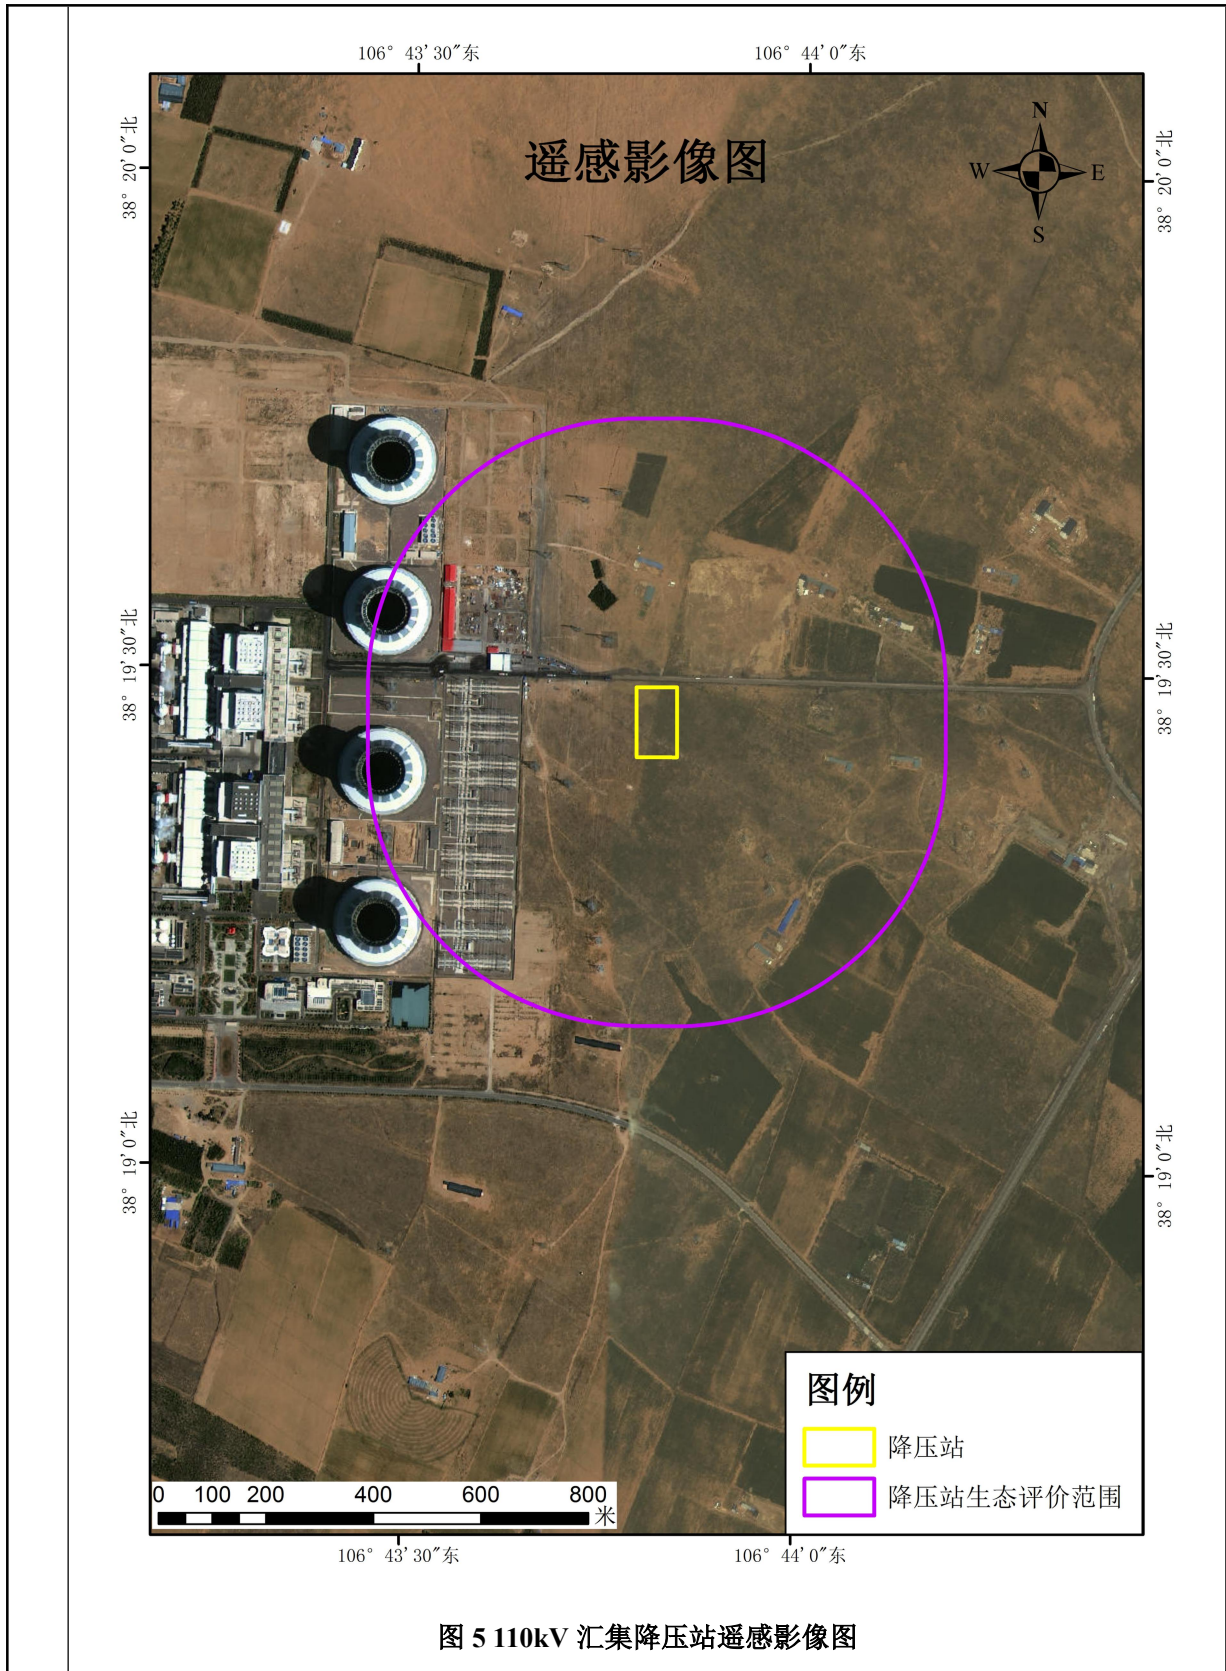 106° 43'30"东
106° 44'0"东
遥感影像图
N
W
E
S
38° 20'0"北
38° 20'0"北
38° 19'30"北
38° 19'30"北
38° 19'0"北
38° 19'0"北
图例
降压站
降压站生态评价范围
0 100 200 400 600 800
米
106° 43'30"东
106° 44'0"东
图 5 110kV 汇集降压站遥感影像图